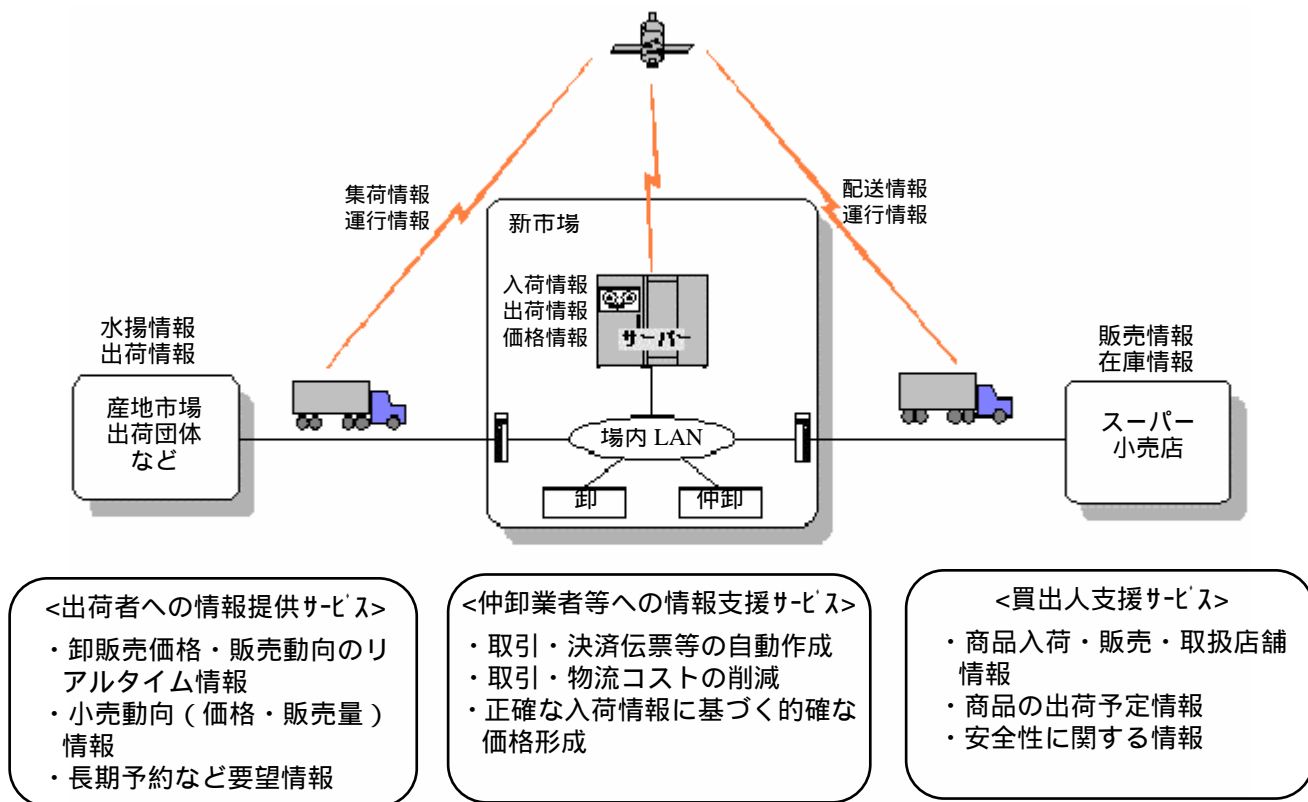 集荷情報
運行情報
配送情報
運行情報
新市場
入荷情報
出荷情報
価格情報
サーバー
水揚情報
出荷情報
販売情報
在庫情報
産地市場
出荷団体
など
場内 LAN
スーパー
小売店
卸
仲卸
<出荷者への情報提供ｻｰﾋﾞｽ>
・卸販売価格・販売動向のリ
アルタイム情報
・小売動向（価格・販売量）
情報
・長期予約など要望情報
<仲卸業者等への情報支援ｻｰﾋﾞｽ>
・取引・決済伝票等の自動作成
・取引・物流コストの削減
・正確な入荷情報に基づく的確な
価格形成
<買出人支援ｻｰﾋﾞｽ>
・商品入荷・販売・取扱店舗
情報
・商品の出荷予定情報
・安全性に関する情報